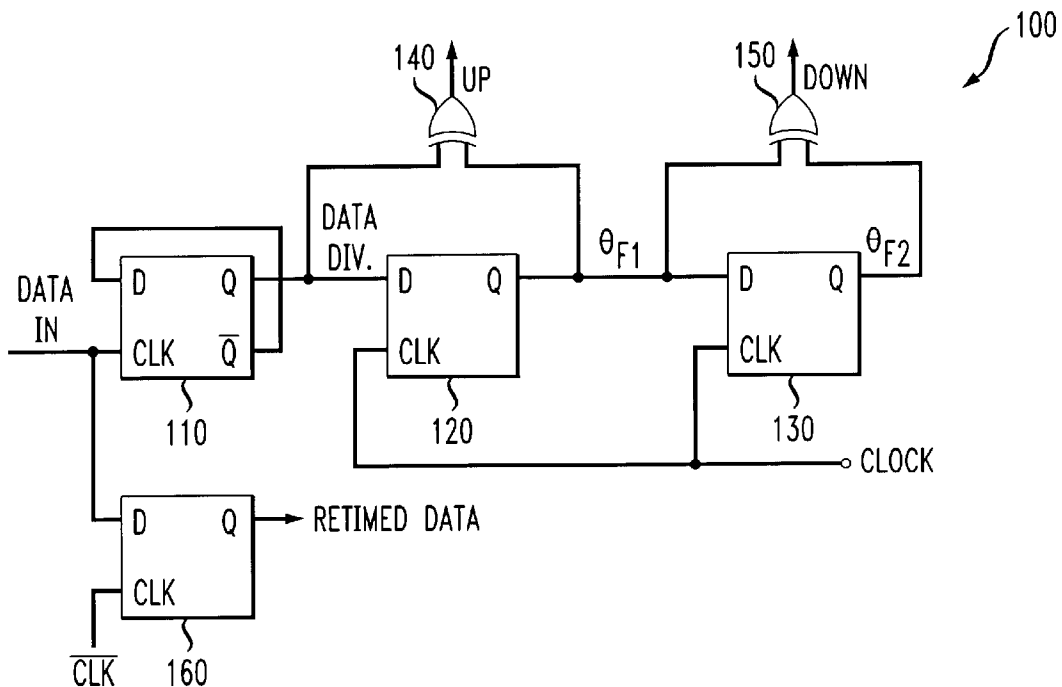 100
140
UP
150
DOWN
DATA
DIV.
θF1
θF2
DATA
IN
D Q
CLK Q̅
110
D Q
CLK
120
D Q
CLK
130
CLOCK
D Q
CLK
160
RETIMED DATA
C̅L̅K̅